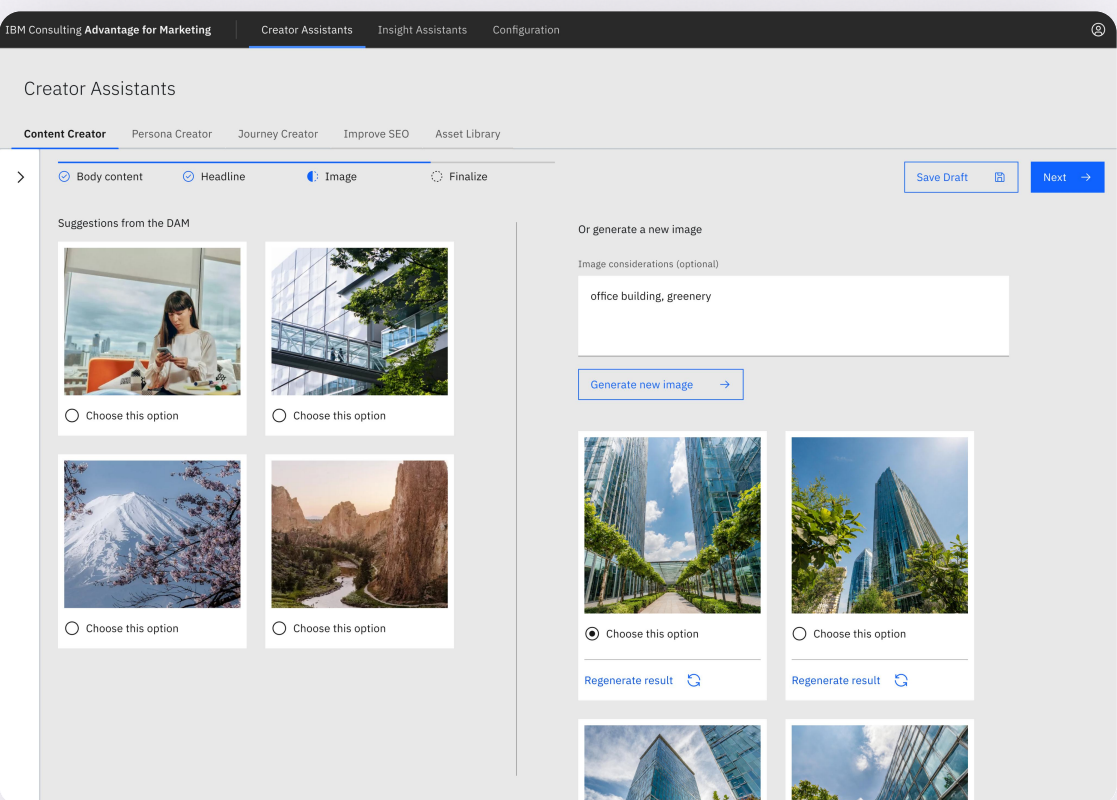 IBM Consulting Advantage for Marketing
Creator Assistants
Insight Assistants
Configuration
Creator Assistants
Content Creator
Persona Creator
Journey Creator
Improve SEO
Asset Library
Body content
Headline
Image
Finalize
Save Draft
Next
Suggestions from the DAM
Choose this option
Choose this option
Choose this option
Choose this option
Or generate a new image
Image considerations (optional)
office building, greenery
Generate new image
Choose this option
Choose this option
Regenerate result
Regenerate result